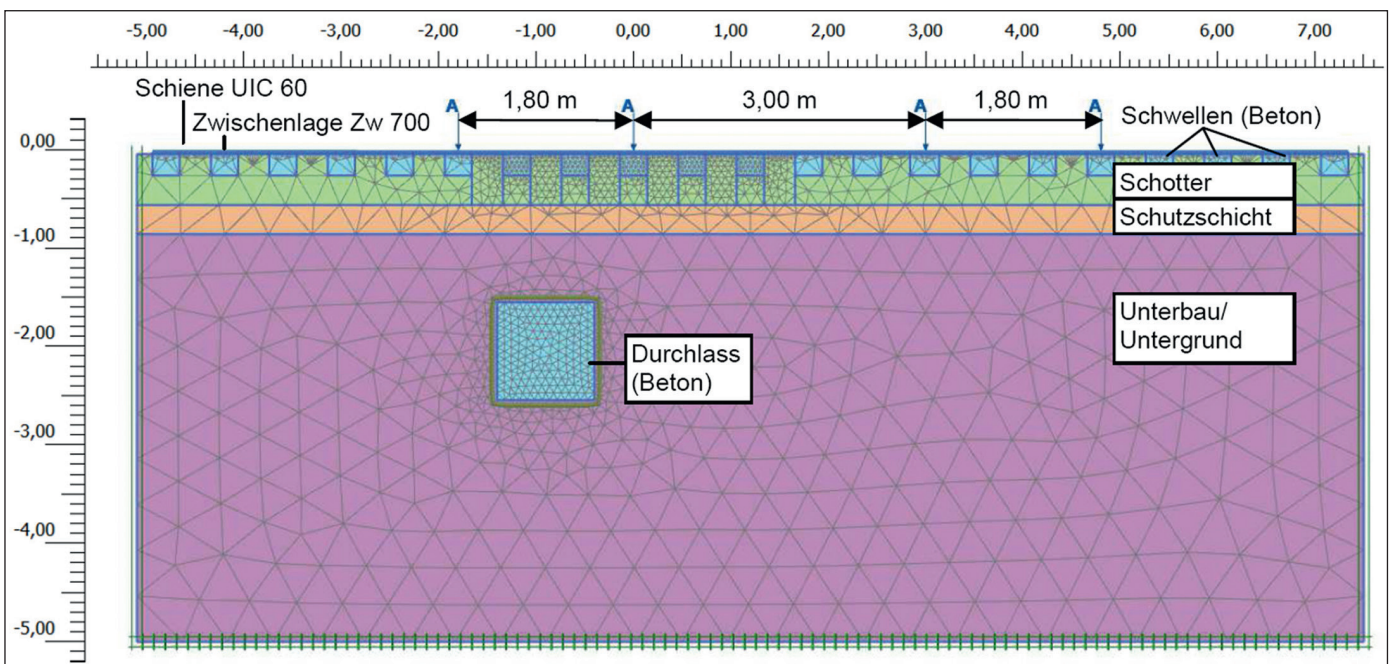 -5,00 -4,00 -3,00 -2,00 -1,00 0,00 1,00 2,00 3,00 4,00 5,00 6,00 7,00
Schiene UIC 60
A 1,80 m A 3,00 m A 1,80 m A
Zwischenlage Zw 700
Schwellen (Beton)
0,00
Schotter
Schutzschicht
-1,00
Unterbau/
Untergrund
-2,00
Durchlass
(Beton)
-3,00
-4,00
-5,00